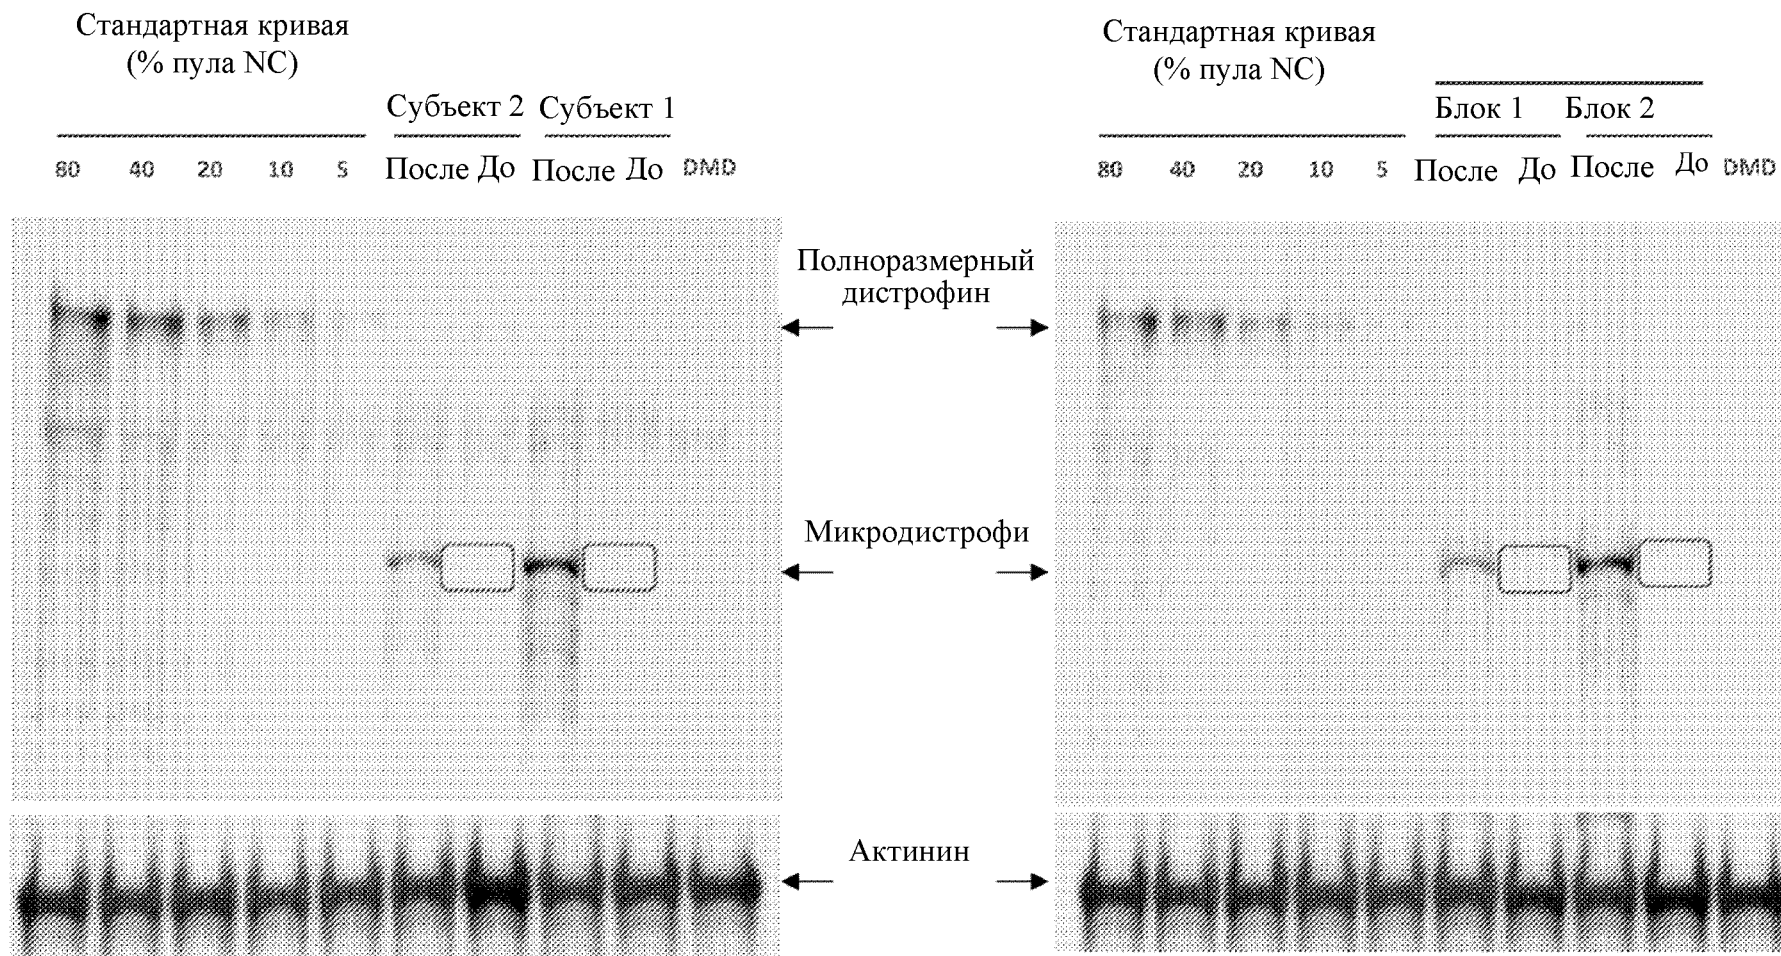 Стандартная кривая
(% пула NC)
Субъект 2 Субъект 1
80 40 20 10 5 После До После До DMD
Стандартная кривая
(% пула NC)
Блок 1 Блок 2
80 40 20 10 5 После До После До DMD
Полноразмерный
дистрофин
Микродистрофи
Актинин